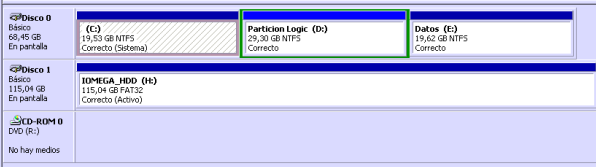 Disco 0
Básico
68,45 GB
En pantalla
(C:)
19,53 GB NTFS
Correcto (Sistema)
Particion Logic (D:)
29,30 GB NTFS
Correcto
Datos (E:)
19,62 GB NTFS
Correcto
Disco 1
Básico
115,04 GB
En pantalla
IOMEGA_HDD (H:)
115,04 GB FAT32
Correcto (Activo)
CD-ROM 0
DVD (R:)
No hay medios